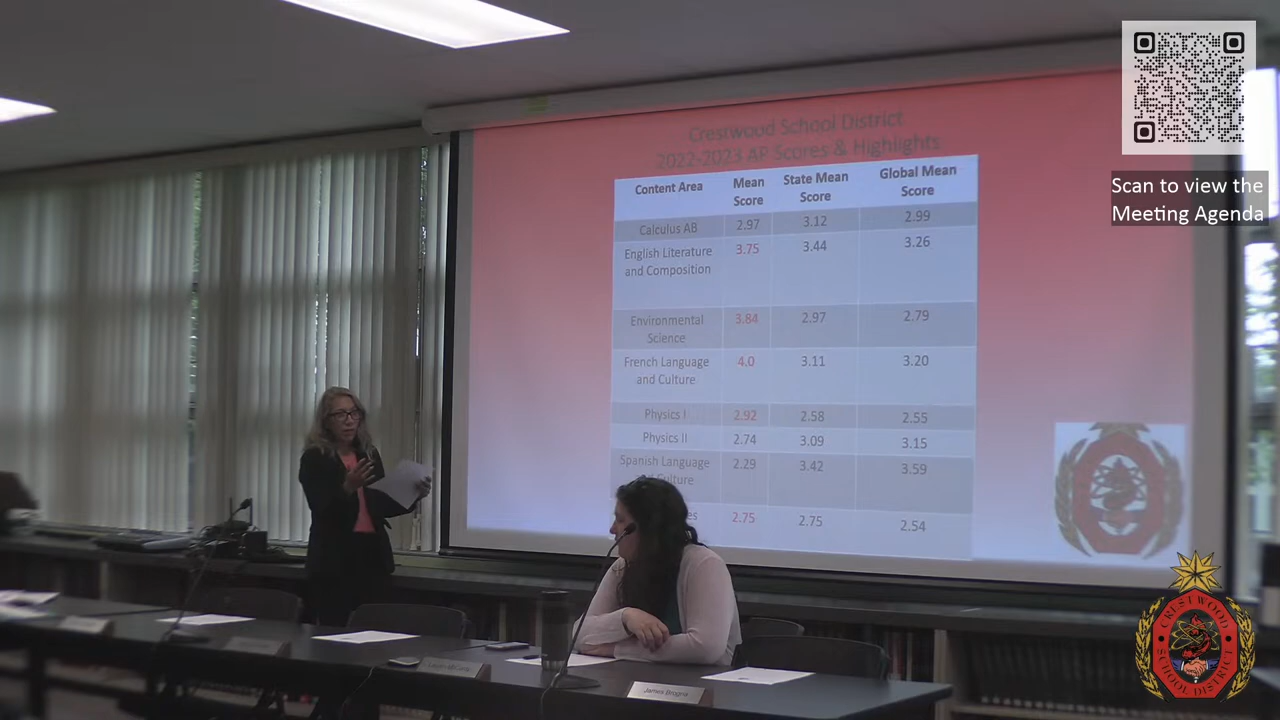 Crestwood School District
2022-2023 AP Scores & Highlights
Content Area Mean Score State Mean Score Global Mean Score
Calculus AB 2.97 3.12 2.99
English Literature and Composition 3.75 3.44 3.26
Environmental Science 3.84 2.97 2.79
French Language and Culture 4.0 3.11 3.20
Physics I 2.92 2.58 2.55
Physics II 2.74 3.09 3.15
Spanish Language and Culture 2.29 3.42 3.59
2.75 2.75 2.54
Scan to view the
Meeting Agenda
James Brogna
CRESTWOOD
SCHOOL DISTRICT